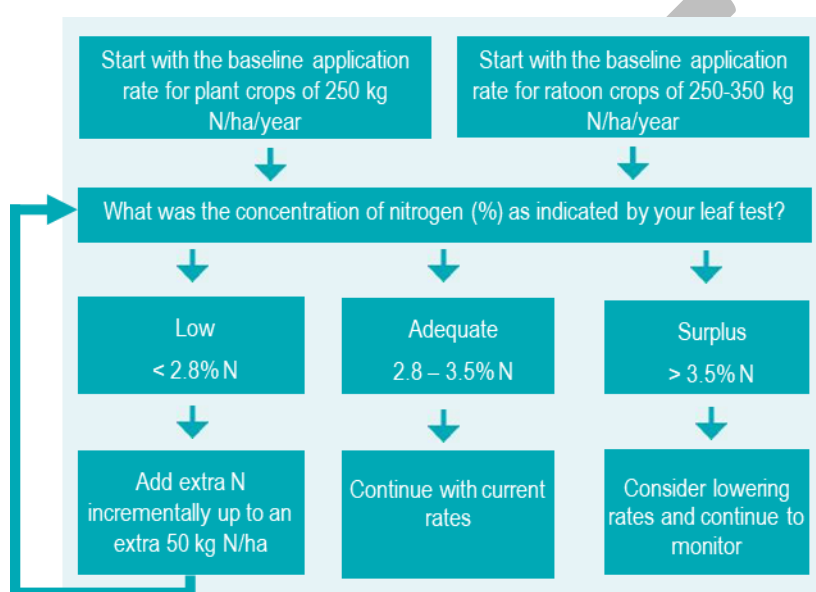 Start with the baseline application
rate for plant crops of 250 kg
N/ha/year
Start with the baseline application
rate for ratoon crops of 250-350 kg
N/ha/year
What was the concentration of nitrogen (%) as indicated by your leaf test?
Low
< 2.8% N
Adequate
2.8 – 3.5% N
Surplus
> 3.5% N
Add extra N
incrementally up to an
extra 50 kg N/ha
Continue with current
rates
Consider lowering
rates and continue to
monitor